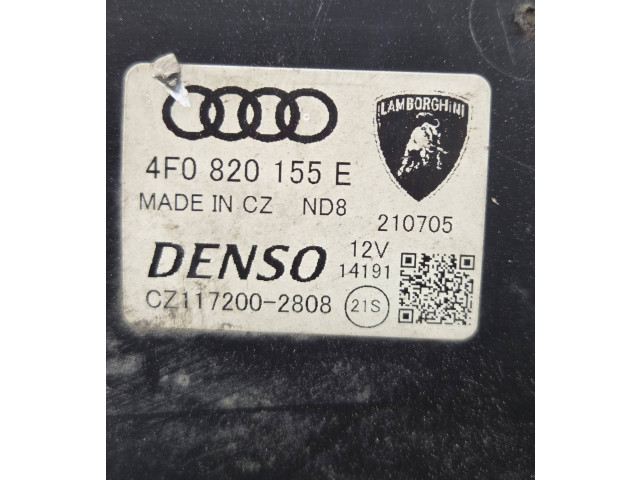 LAMBORGHINI
4F0 820 155 E
MADE IN CZ ND8
210705
DENSO
12V
14191
CZ117200-2808
21S